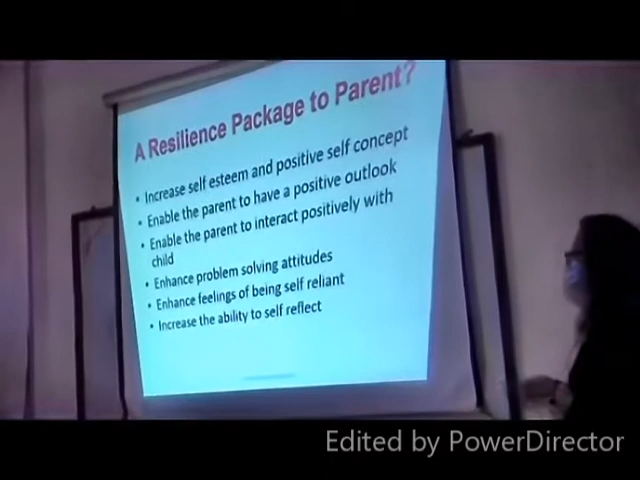 A Resilience Package to Parent?
• Increase self esteem and positive self concept
• Enable the parent to have a positive outlook
• Enable the parent to interact positively with
child
• Enhance problem solving attitudes
• Enhance feelings of being self reliant
• Increase the ability to self reflect
Edited by PowerDirector